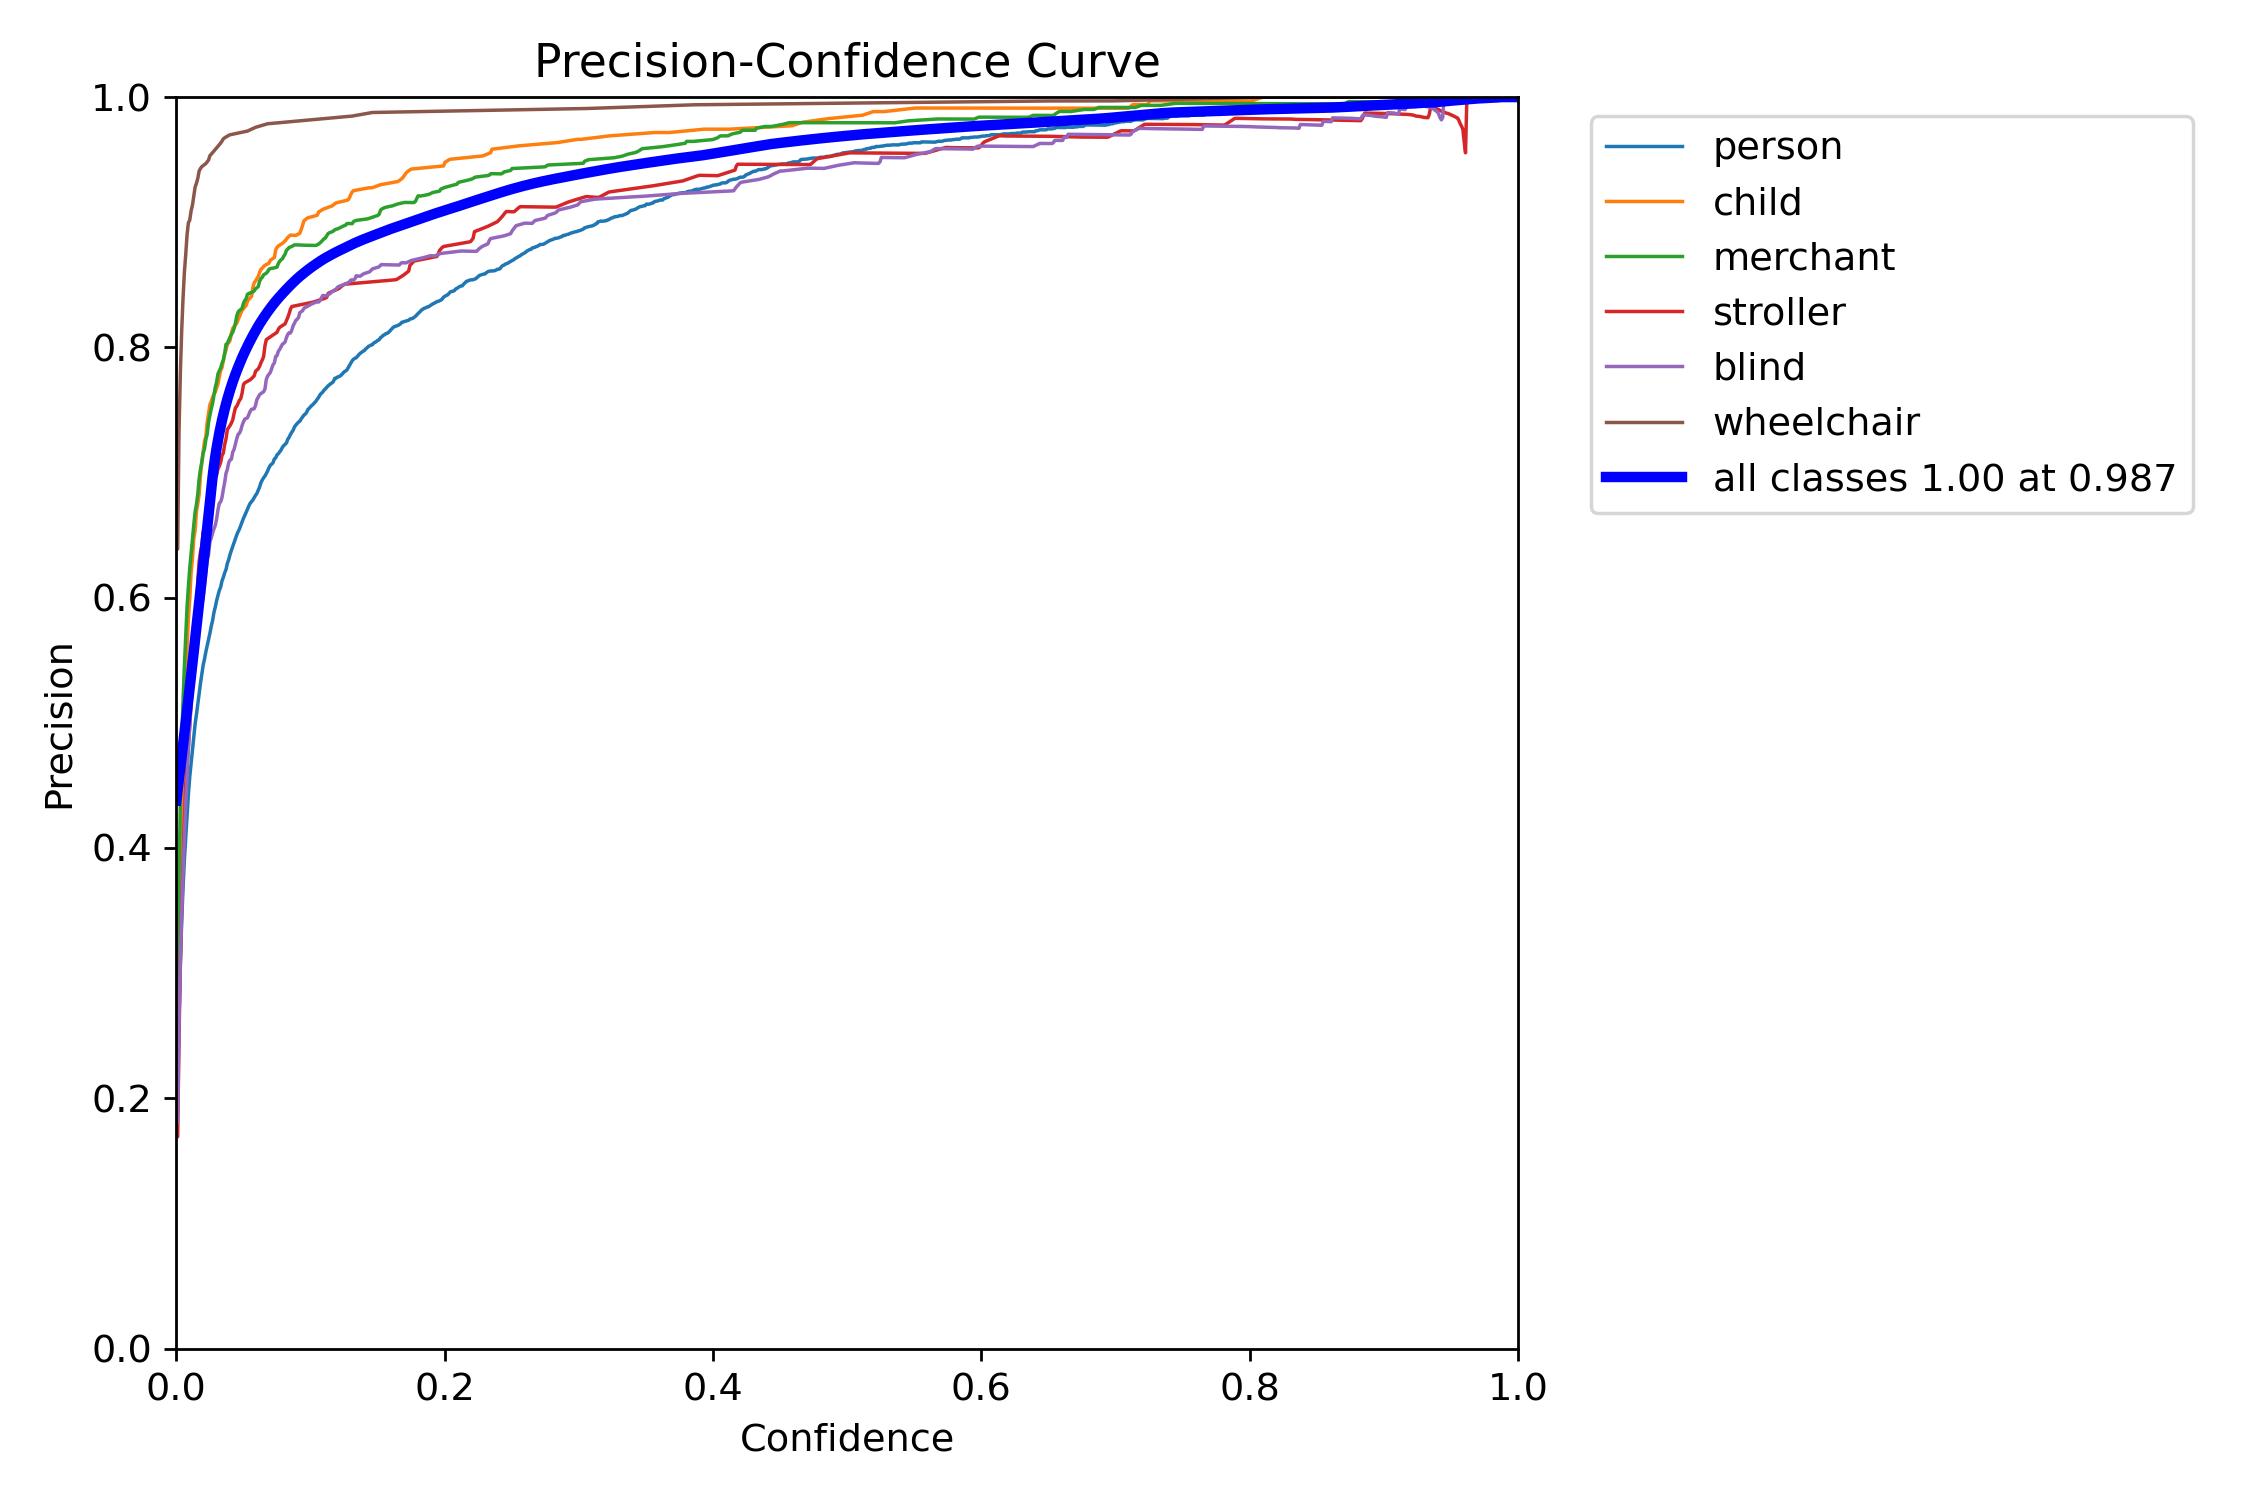 Precision-Confidence Curve
1.0
0.8
0.6
0.4
0.2
0.0
Precision
0.0 0.2 0.4 0.6 0.8 1.0
Confidence
person
child
merchant
stroller
blind
wheelchair
all classes 1.00 at 0.987